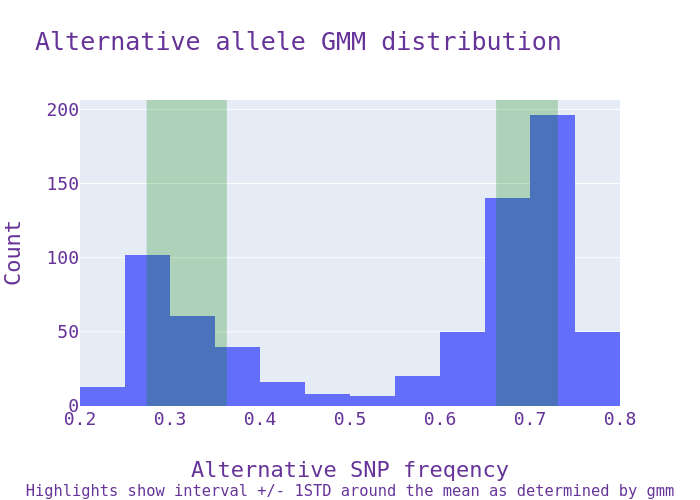 Alternative allele GMM distribution
200
150
100
50
0
Count
0.2 0.3 0.4 0.5 0.6 0.7 0.8
Alternative SNP freqency
Highlights show interval +/- 1STD around the mean as determined by gmm